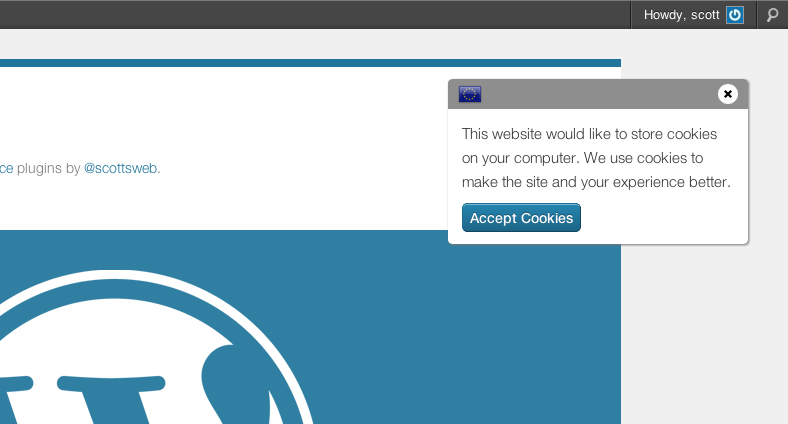 Howdy, scott
This website would like to store cookies
on your computer. We use cookies to
make the site and your experience better.
ce plugins by @scottsweb.
Accept Cookies